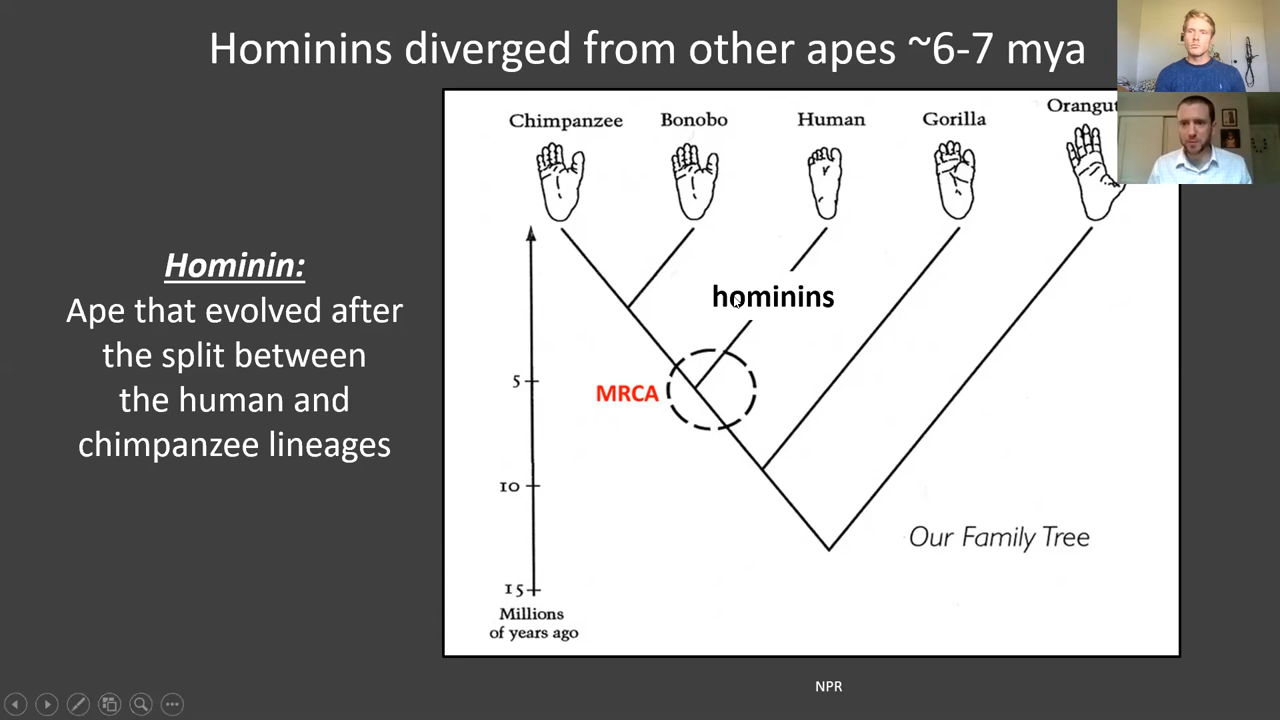 Hominins diverged from other apes ~6-7 mya
Hominin:
Ape that evolved after
the split between
the human and
chimpanzee lineages
Chimpanzee
Bonobo
Human
Gorilla
Orangut
hominins
MRCA
5
10
15
Millions
of years ago
Our Family Tree
NPR